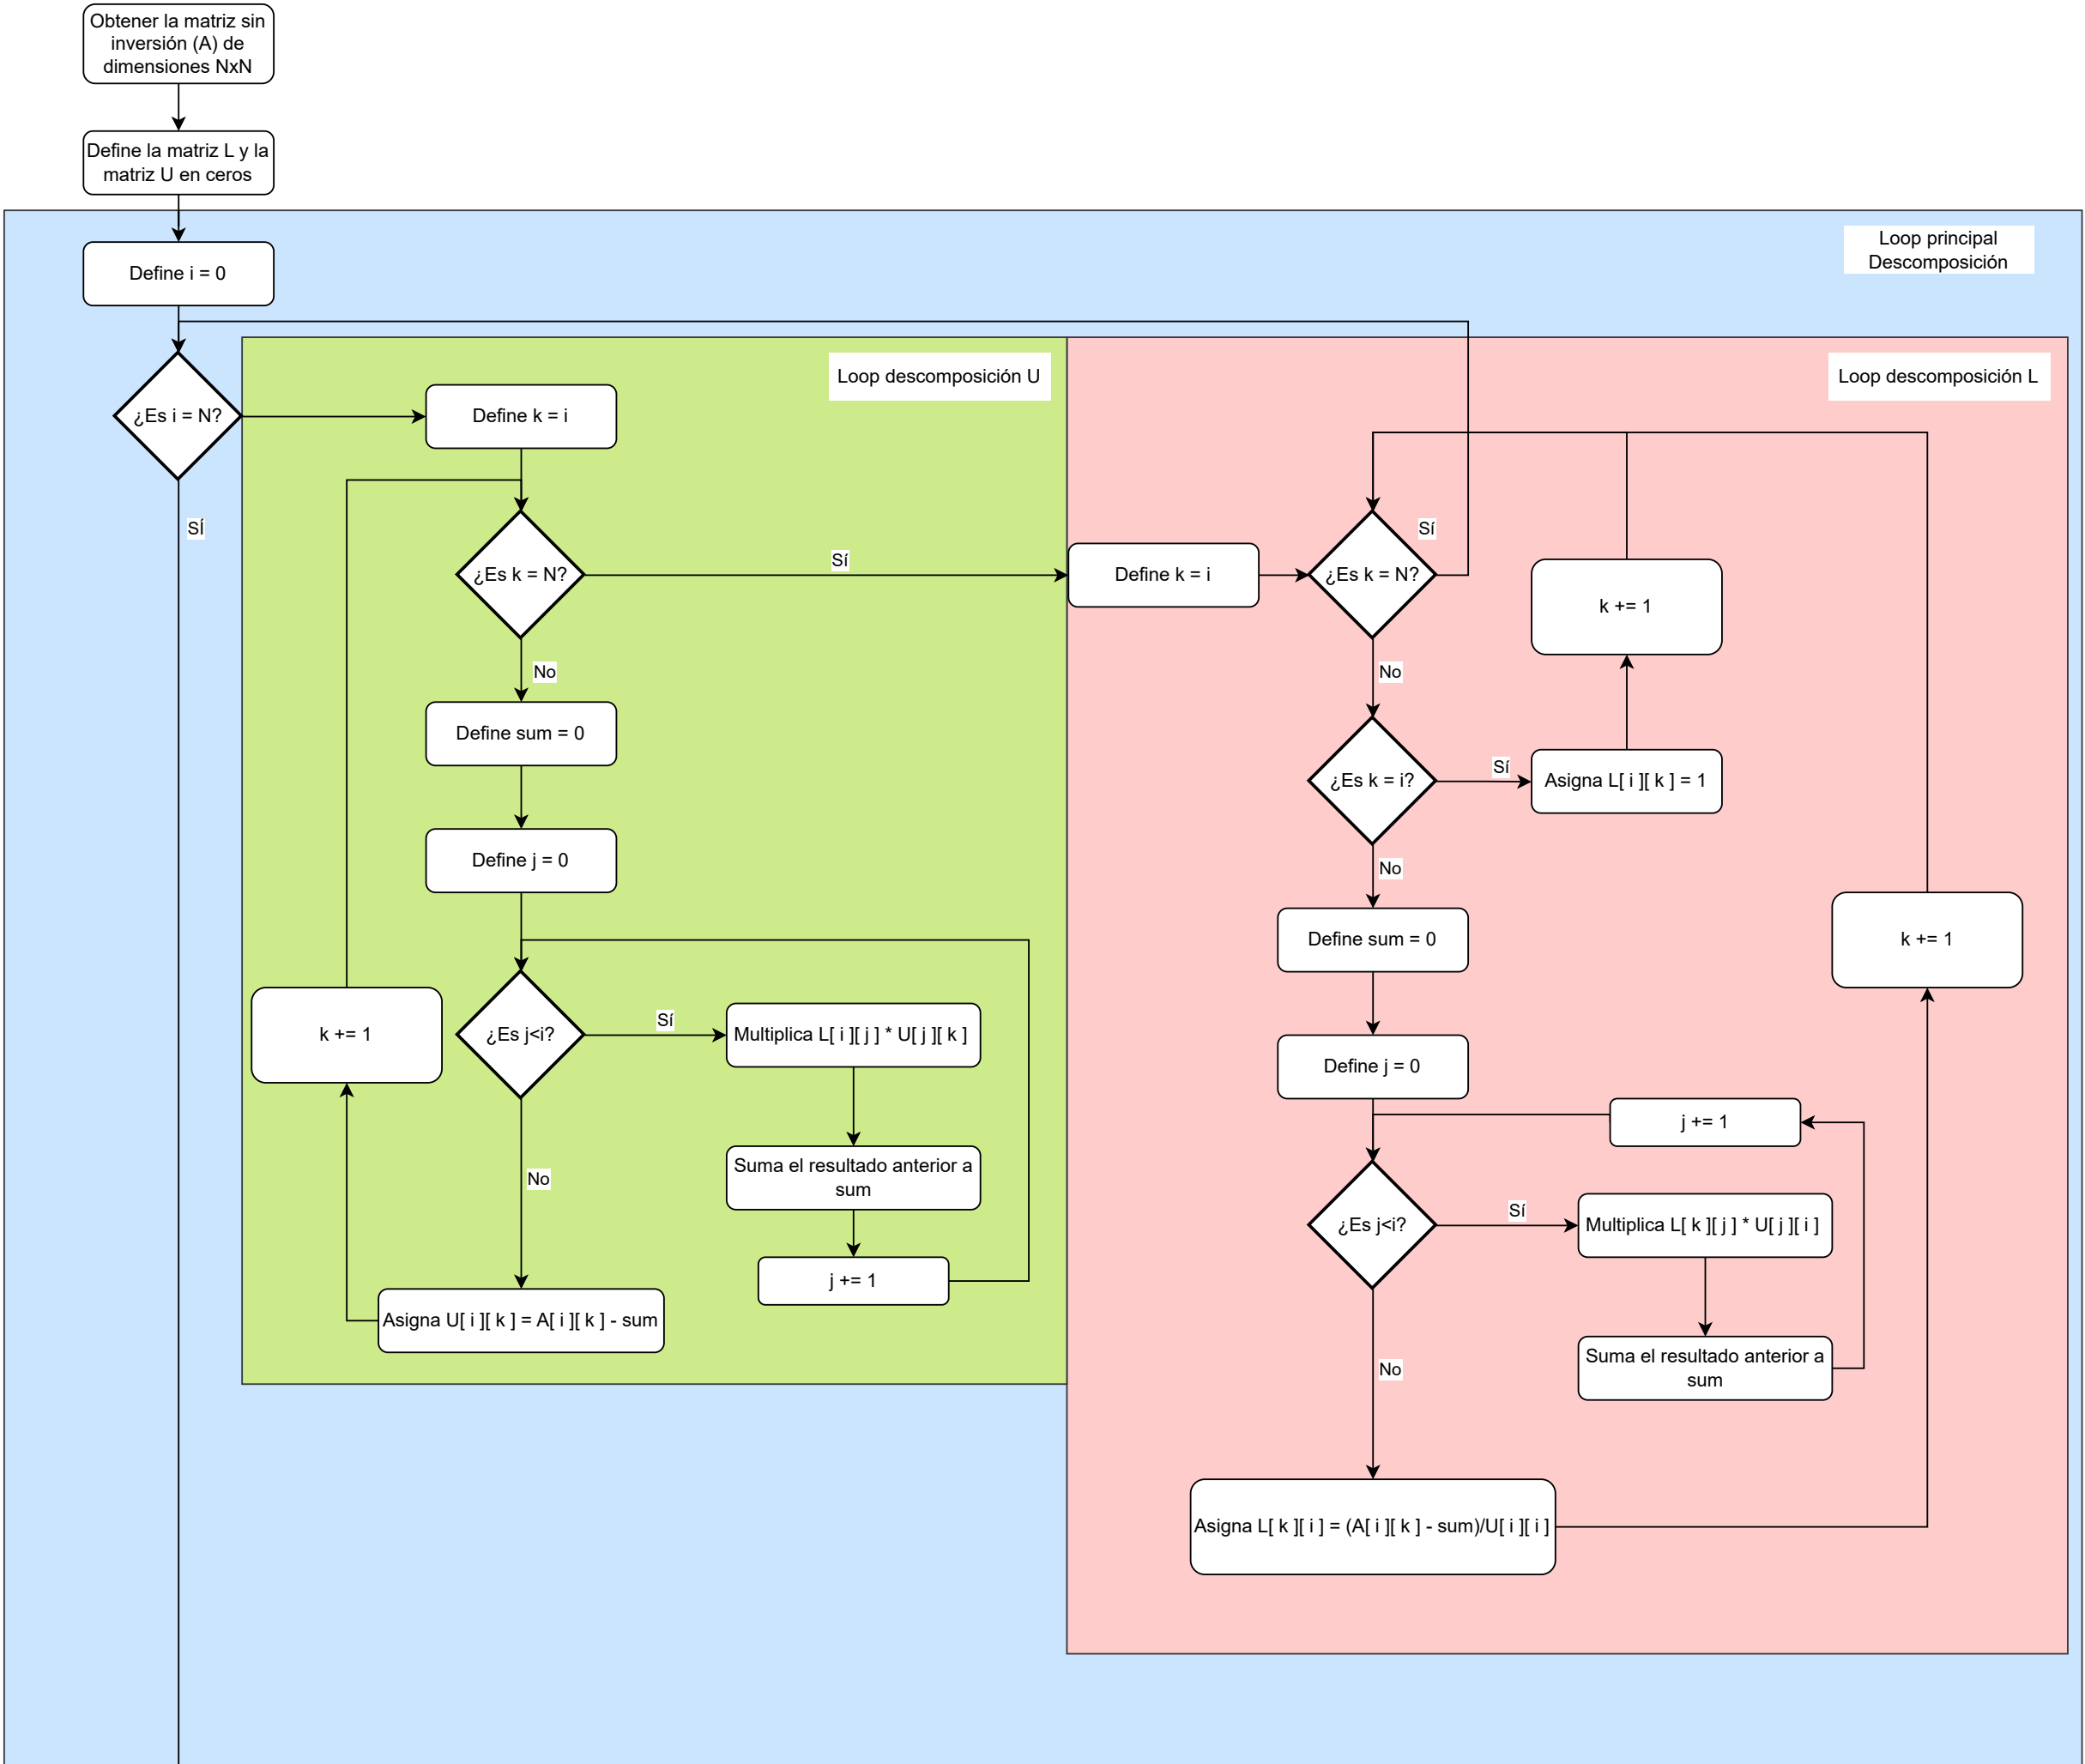 Obtener la matriz sin
inversión (A) de
dimensiones NxN
Define la matriz L y la
matriz U en ceros
Loop principal
Descomposición
Define i = 0
¿Es i = N?
SÍ
Loop descomposición U
Define k = i
¿Es k = N?
Sí
No
Define sum = 0
Define j = 0
¿Es j<i?
Sí
Multiplica L[ i ][ j ] * U[ j ][ k ]
Suma el resultado anterior a
sum
j += 1
No
Asigna U[ i ][ k ] = A[ i ][ k ] - sum
k += 1
Loop descomposición L
Define k = i
¿Es k = N?
Sí
No
¿Es k = i?
Sí
Asigna L[ i ][ k ] = 1
k += 1
No
Define sum = 0
Define j = 0
¿Es j<i?
Sí
Multiplica L[ k ][ j ] * U[ j ][ i ]
Suma el resultado anterior a
sum
j += 1
No
Asigna L[ k ][ i ] = (A[ i ][ k ] - sum)/U[ i ][ i ]
k += 1